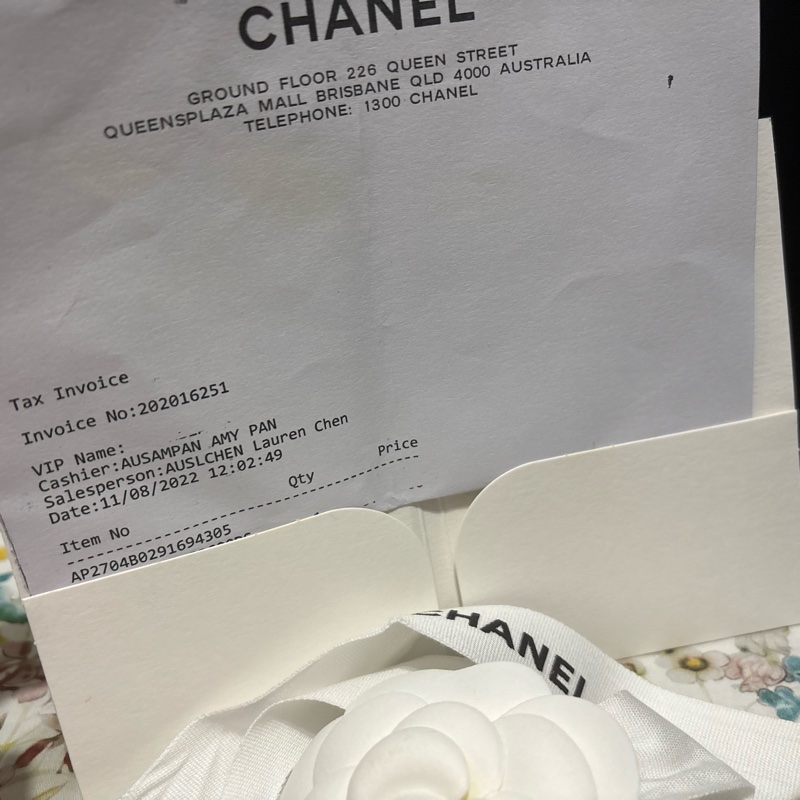 CHANEL
GROUND FLOOR 226 QUEEN STREET
QUEENSPLAZA MALL BRISBANE QLD 4000 AUSTRALIA
TELEPHONE: 1300 CHANEL
Tax Invoice
Invoice No:202016251
VIP Name:
Cashier:AUSAMPAN AMY PAN
Salesperson:AUSLCHEN Lauren Chen
Date:11/08/2022 12:02:49
Item No Qty Price
AP2704B0291694305
CHANEL